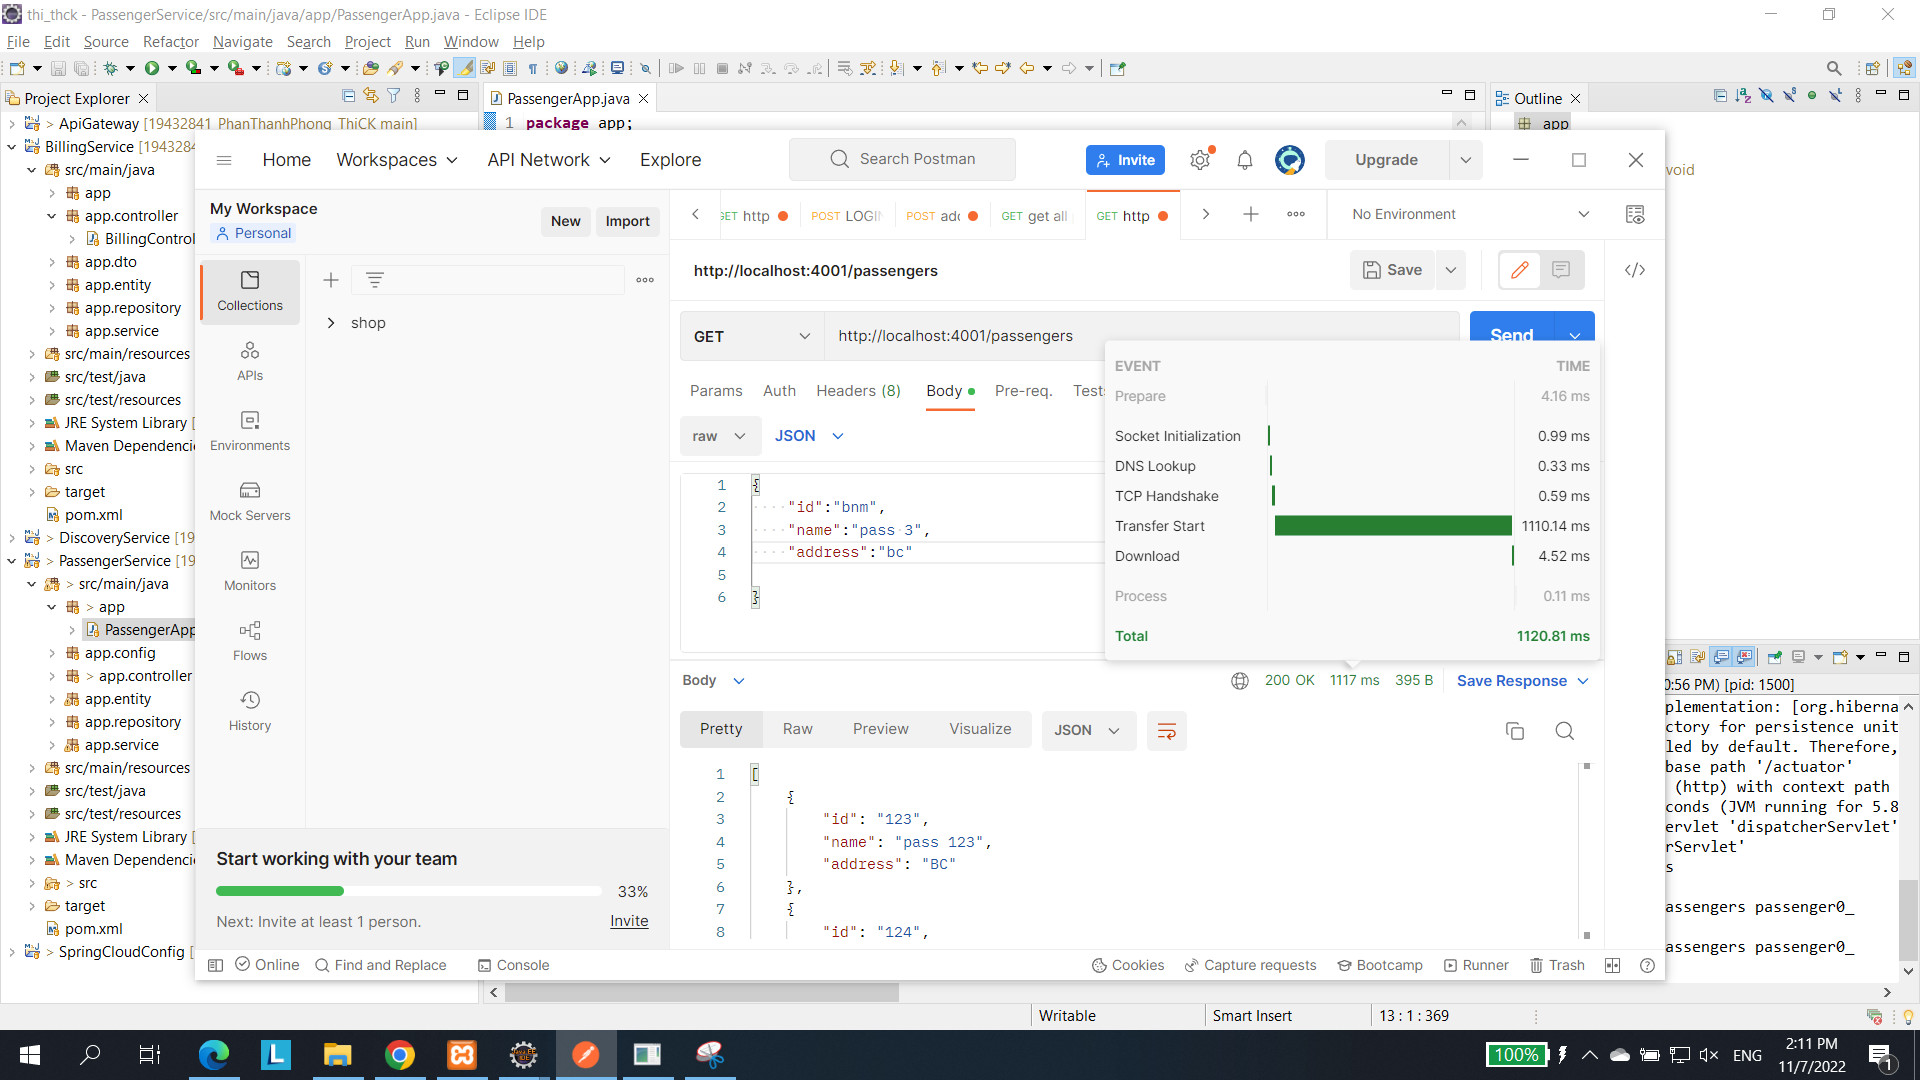 thi_thck - PassengerService/src/main/java/app/PassengerApp.java - Eclipse IDE
File Edit Source Refactor Navigate Search Project Run Window Help
Project Explorer
PassengerApp.java
Outline
> ApiGateway [19432841_PhanThanhPhong_ThiCK main]
BillingService [1943284
src/main/java
app
app.controller
BillingControl
app.dto
app.entity
app.repository
app.service
src/main/resources
src/test/java
src/test/resources
JRE System Library [
Maven Dependencie
src
target
pom.xml
> DiscoveryService [19
> PassengerService [19
> src/main/java
> app
PassengerApp
app.config
> app.controller
app.entity
app.repository
app.service
src/main/resources
src/test/java
src/test/resources
JRE System Library [
Maven Dependencie
> src
target
pom.xml
> SpringCloudConfig [
1 package app;
app
void
Home Workspaces API Network Explore
Search Postman
Invite
Upgrade
My Workspace
Personal
New Import
GET http
POST LOGIN
POST add
GET get all
GET http
No Environment
Collections
APIs
Environments
Mock Servers
Monitors
Flows
History
shop
http://localhost:4001/passengers
Save
GET
http://localhost:4001/passengers
Send
Params Auth Headers (8) Body Pre-req. Tests
raw JSON
1 {
2 "id":"bnm",
3 "name":"pass 3",
4 "address":"bc"
5
6 }
EVENT TIME
Prepare 4.16 ms
Socket Initialization 0.99 ms
DNS Lookup 0.33 ms
TCP Handshake 0.59 ms
Transfer Start 1110.14 ms
Download 4.52 ms
Process 0.11 ms
Total 1120.81 ms
Body
200 OK 1117 ms 395 B Save Response
Pretty Raw Preview Visualize JSON
1 [
2 {
3 "id": "123",
4 "name": "pass 123",
5 "address": "BC"
6 },
7 {
8 "id": "124",
Start working with your team
33%
Next: Invite at least 1 person. Invite
Online Find and Replace Console
Cookies Capture requests Bootcamp Runner Trash
0:56 PM) [pid: 1500]
plementation: [org.hiberna
ctory for persistence unit
led by default. Therefore,
base path '/actuator'
(http) with context path
conds (JVM running for 5.8
ervlet 'dispatcherServlet'
rServlet'
s
assengers passenger0_
assengers passenger0_
Writable Smart Insert 13 : 1 : 369
100% ENG
2:11 PM
11/7/2022
1